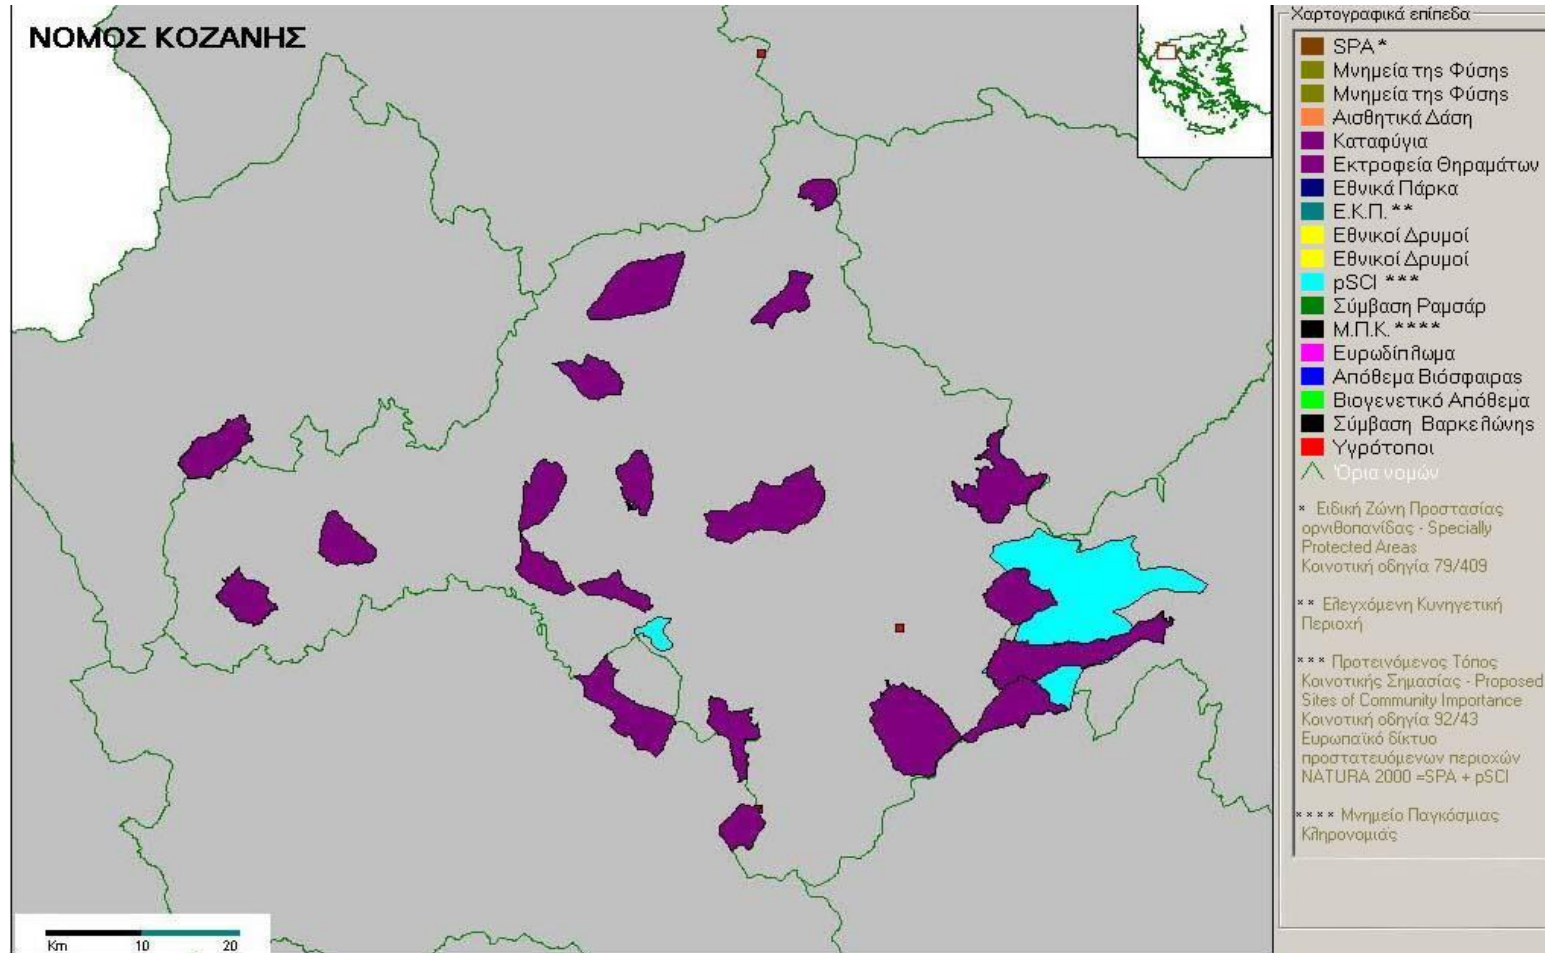 ΝΟΜΟΣ ΚΟΖΑΝΗΣ
Χαρτογραφικά επίπεδα
SPA *
Μνημεία της Φύσης
Μνημεία της Φύσης
Αισθητικά Δάση
Καταφύγια
Εκτροφεία Θηραμάτων
Εθνικά Πάρκα
Ε.Κ.Π. **
Εθνικοί Δρυμοί
Εθνικοί Δρυμοί
pSCI ***
Σύμβαση Ραμσάρ
Μ.Π.Κ. ****
Ευρωδίπλωμα
Απόθεμα Βιόσφαιρας
Βιογενετικό Απόθεμα
Σύμβαση Βαρκελώνης
Υγρότοποι
Όρια νομών
* Ειδική Ζώνη Προστασίας
ορνιθοπανίδας - Specially
Protected Areas
Κοινοτική οδηγία 79/409
** Ελεγχόμενη Κυνηγετική
Περιοχή
*** Προτεινόμενος Τόπος
Κοινοτικής Σημασίας - Proposed
Sites of Community Importance
Κοινοτική οδηγία 92/43
Ευρωπαϊκό δίκτυο
προστατευόμενων περιοχών
NATURA 2000 =SPA + pSCI
**** Μνημείο Παγκόσμιας
Κληρονομιάς
Km 10 20